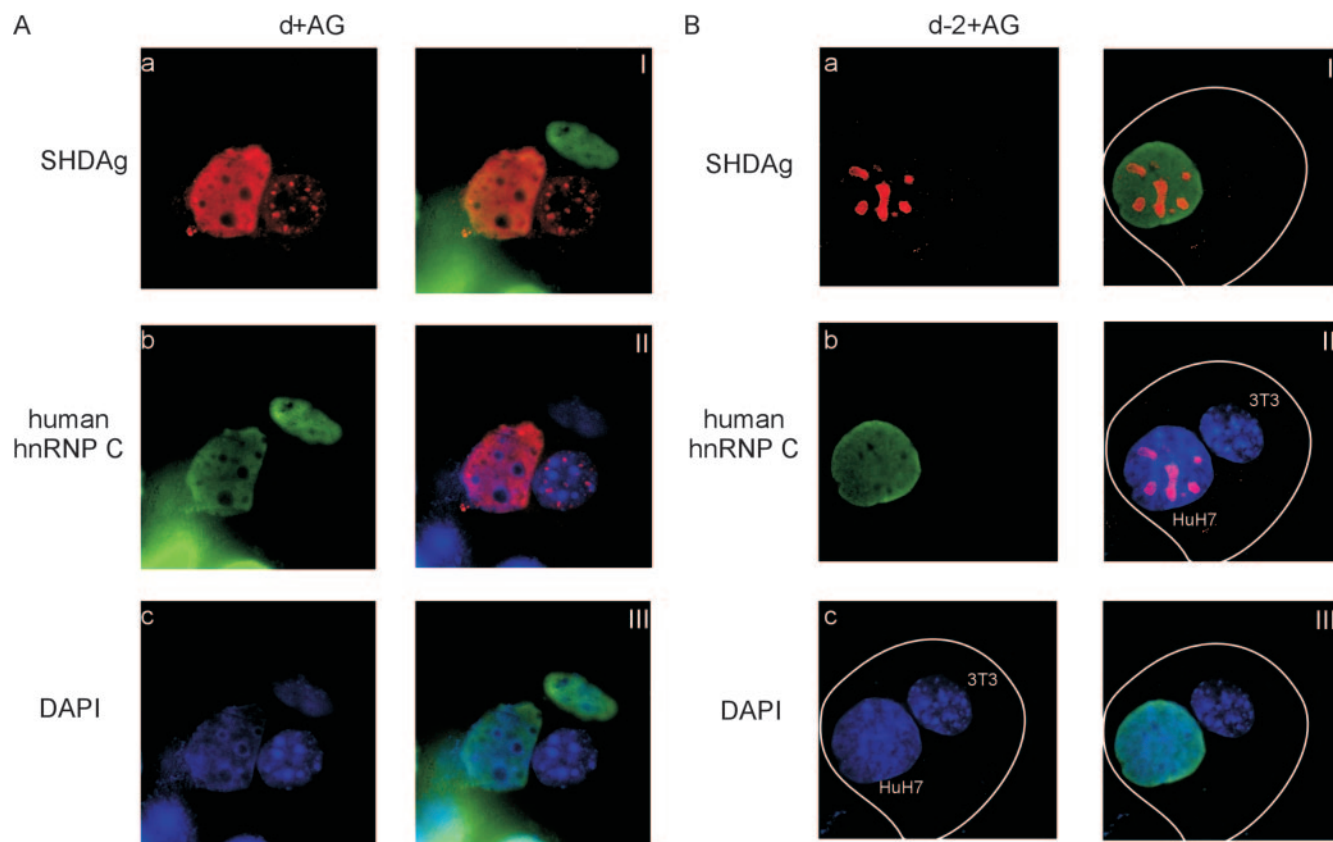 A
d+AG
B
d-2+AG
SHDAg
a
I
SHDAg
a
I
human
hnRNP C
b
II
human
hnRNP C
b
II
3T3
HuH7
DAPI
c
III
DAPI
c
III
3T3
HuH7